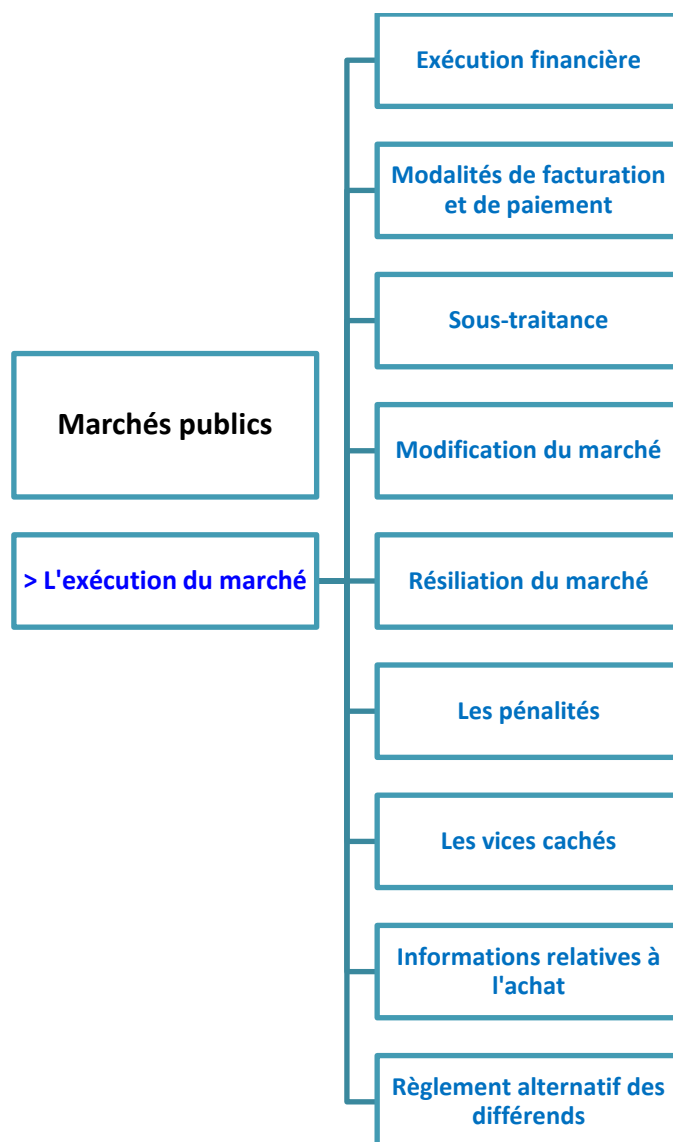 Marchés publics
> L'exécution du marché
Exécution financière
Modalités de facturation
et de paiement
Sous-traitance
Modification du marché
Résiliation du marché
Les pénalités
Les vices cachés
Informations relatives à
l'achat
Règlement alternatif des
différends